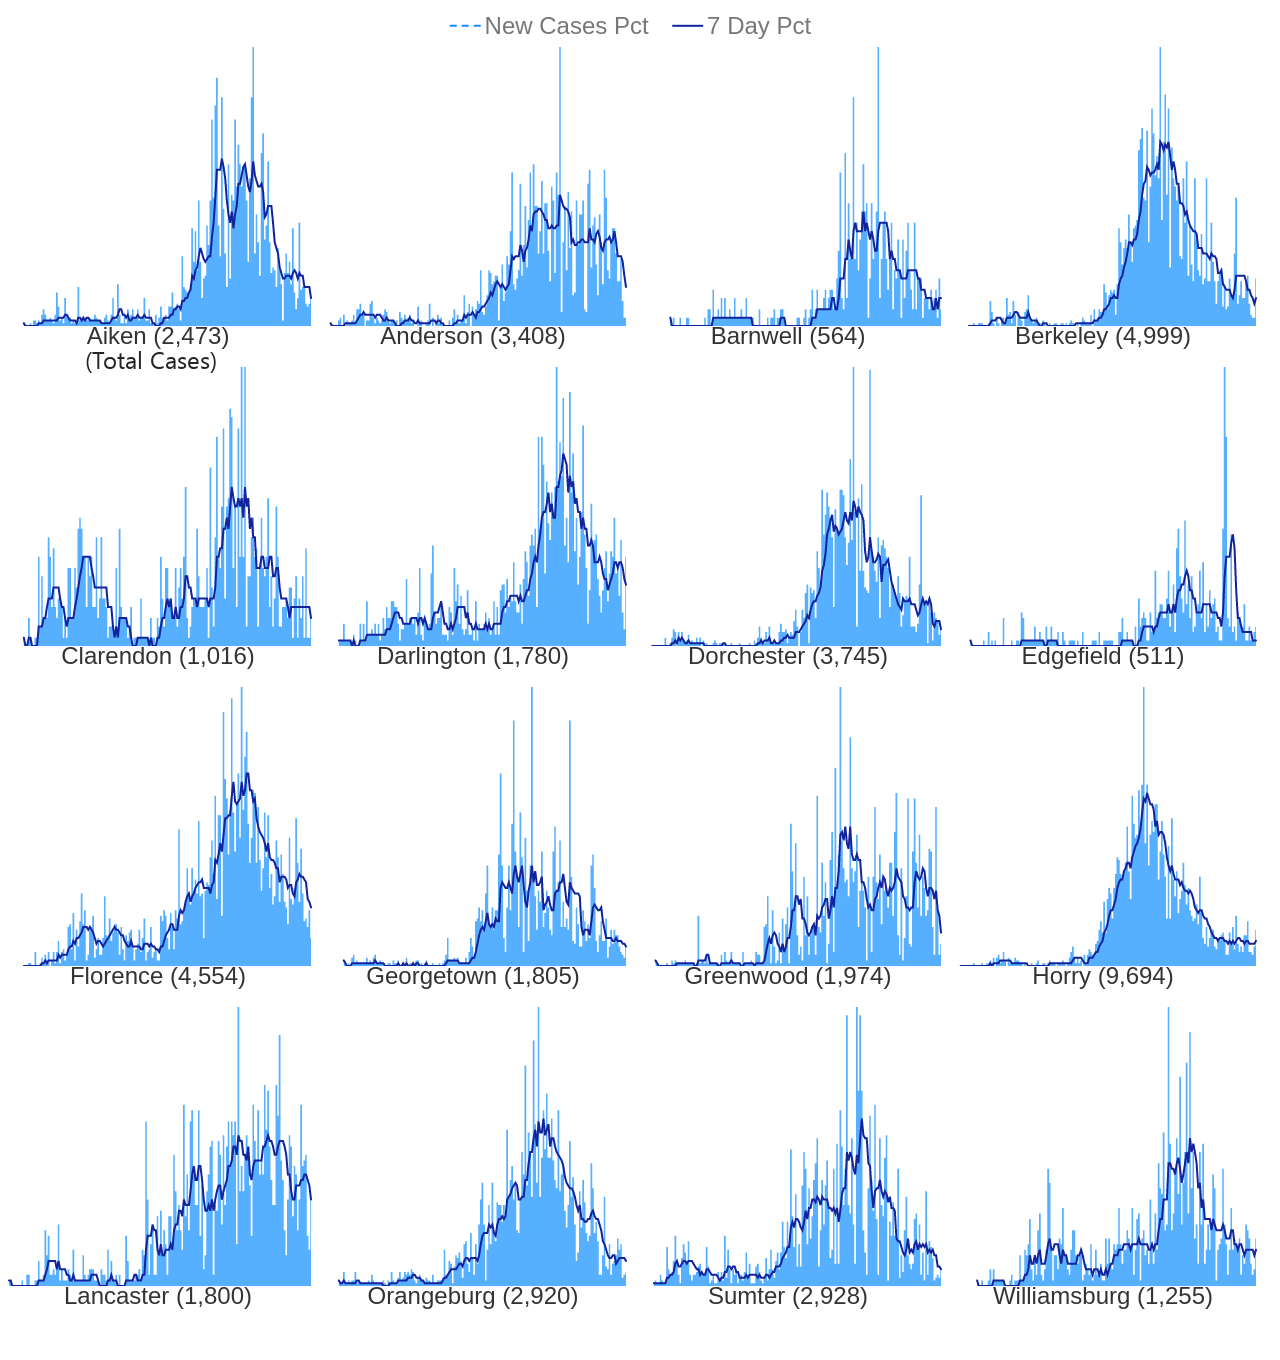 New Cases Pct 7 Day Pct
Aiken (2,473) Anderson (3,408) Barnwell (564) Berkeley (4,999)
(Total Cases)
Clarendon (1,016) Darlington (1,780) Dorchester (3,745) Edgefield (511)
Florence (4,554) Georgetown (1,805) Greenwood (1,974) Horry (9,694)
Lancaster (1,800) Orangeburg (2,920) Sumter (2,928) Williamsburg (1,255)